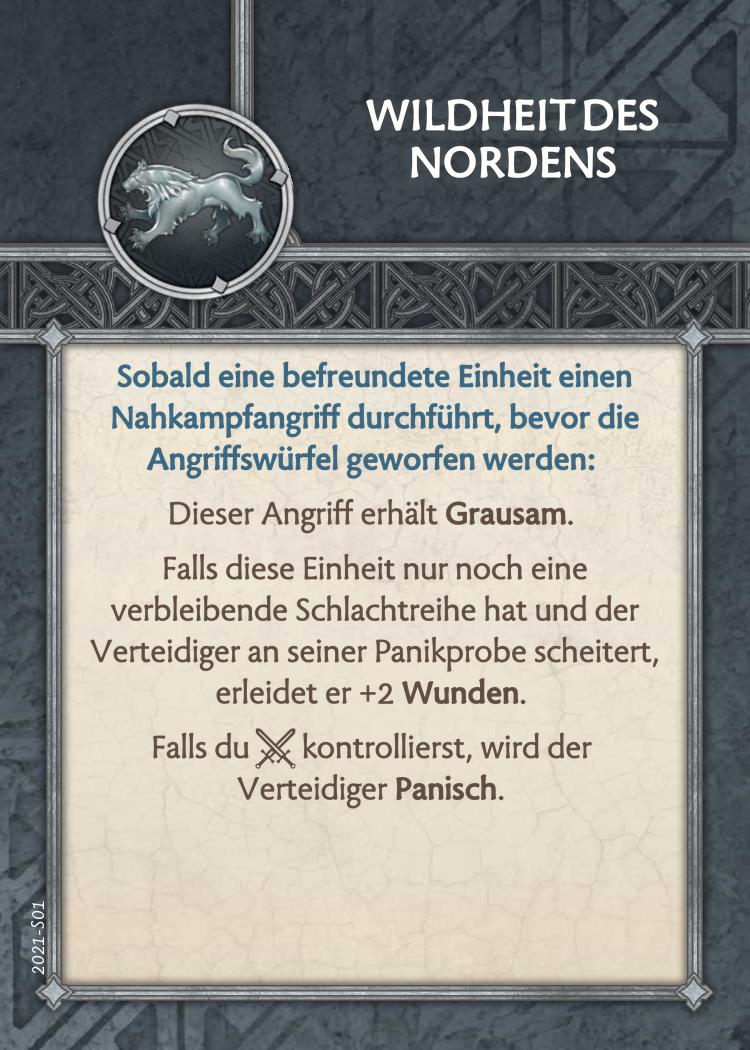 WILDHEIT DES
NORDENS
Sobald eine befreundete Einheit einen
Nahkampfangriff durchführt, bevor die
Angriffswürfel geworfen werden:
Dieser Angriff erhält Grausam.
Falls diese Einheit nur noch eine
verbleibende Schlachtreihe hat und der
Verteidiger an seiner Panikprobe scheitert,
erleidet er +2 Wunden.
Falls du kontrollierst, wird der
Verteidiger Panisch.
2021-S01